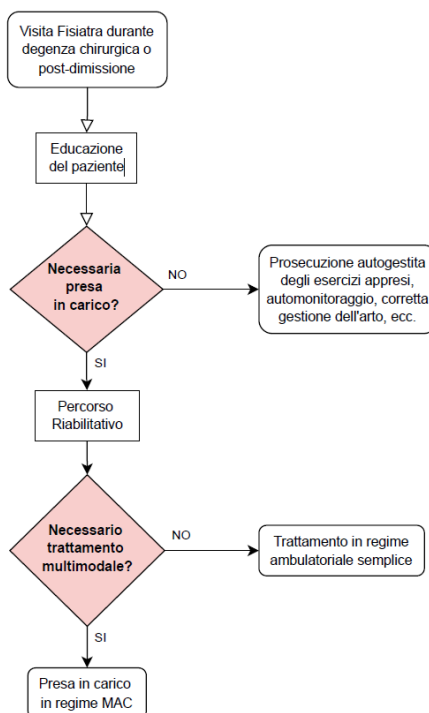 Visita Fisiatra durante
degenza chirurgica o
post-dimissione
Educazione
del paziente
Necessaria
presa
in carico?
NO
Prosecuzione autogestita
degli esercizi appresi,
automonitoraggio, corretta
gestione dell'arto, ecc.
SI
Percorso
Riabilitativo
Necessario
trattamento
multimodale?
NO
Trattamento in regime
ambulatoriale semplice
SI
Presa in carico
in regime MAC